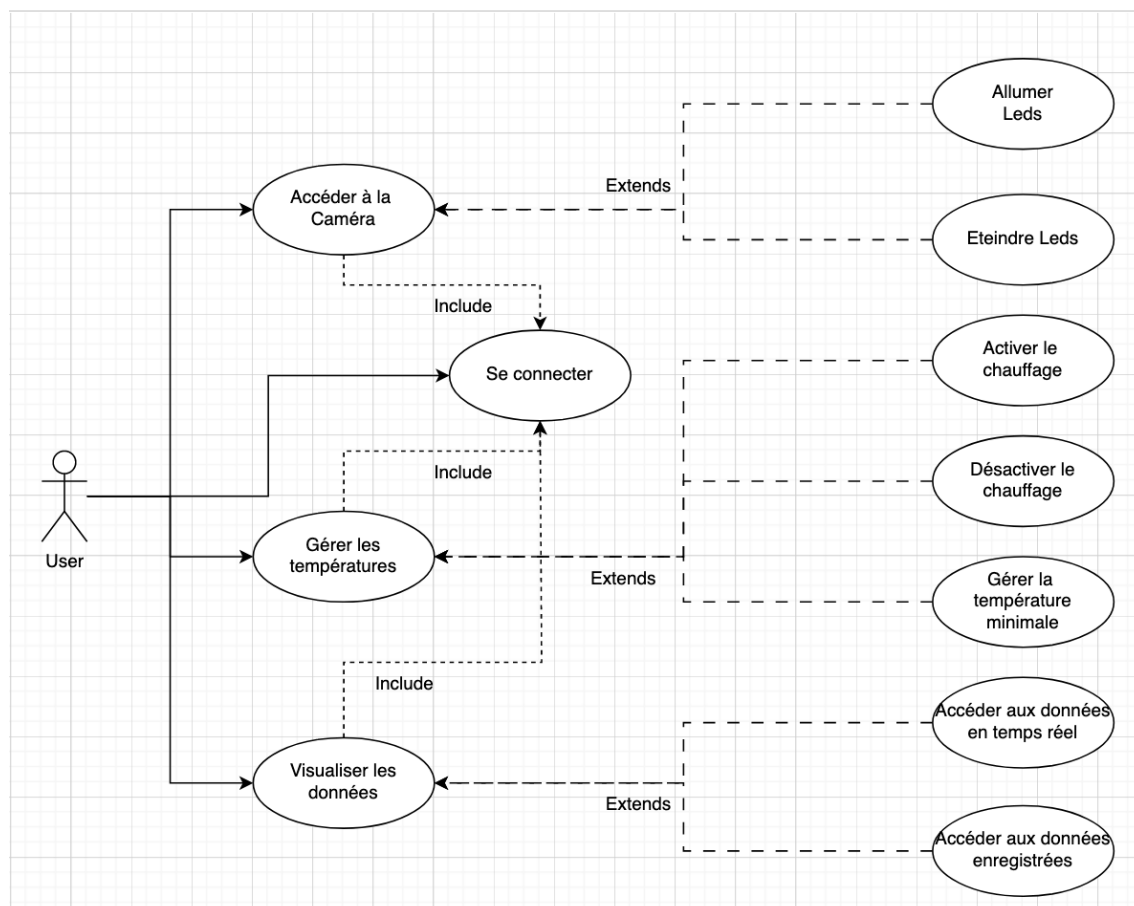 Allumer
Leds
Extends
Accéder à la
Caméra
Eteindre Leds
Include
Activer le
chauffage
Se connecter
Include
Désactiver le
chauffage
User
Gérer les
températures
Extends
Gérer la
température
minimale
Include
Accéder aux données
en temps réel
Visualiser les
données
Extends
Accéder aux données
enregistrées